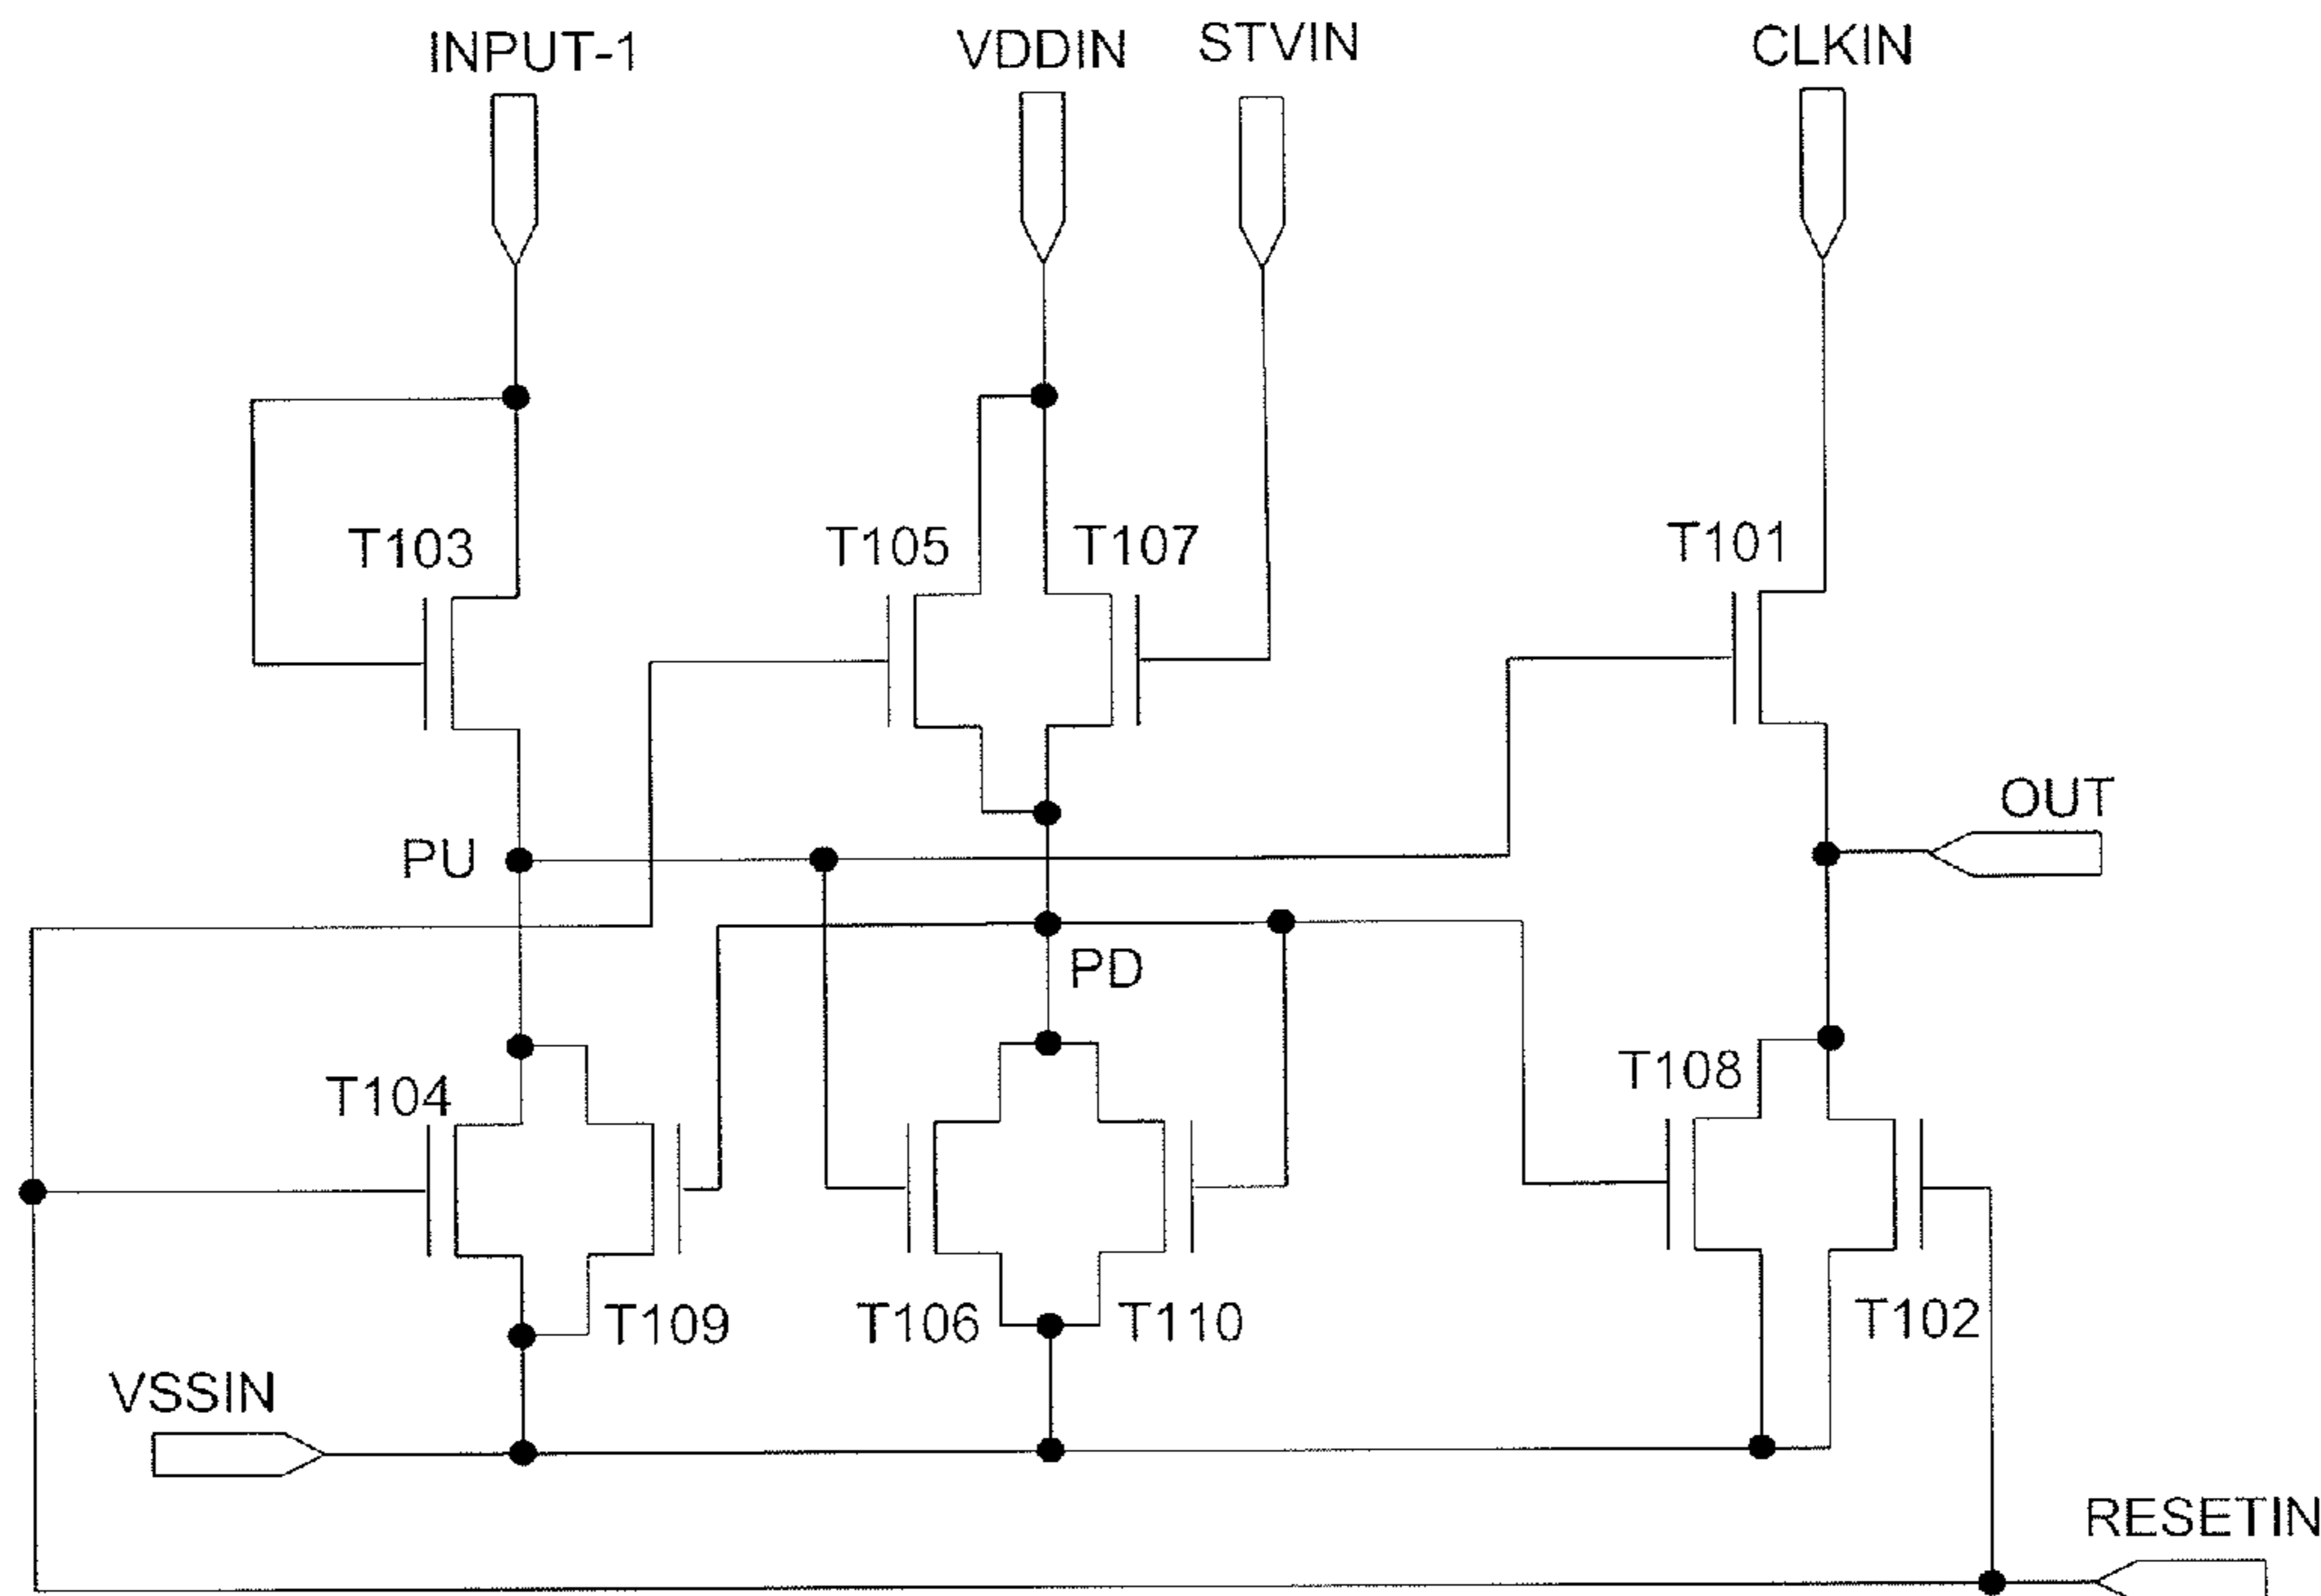 INPUT-1
VDDIN
STVIN
CLKIN
T103
T105
T107
T101
OUT
PU
PD
T104
T108
T109
T106
T110
T102
VSSIN
RESETIN